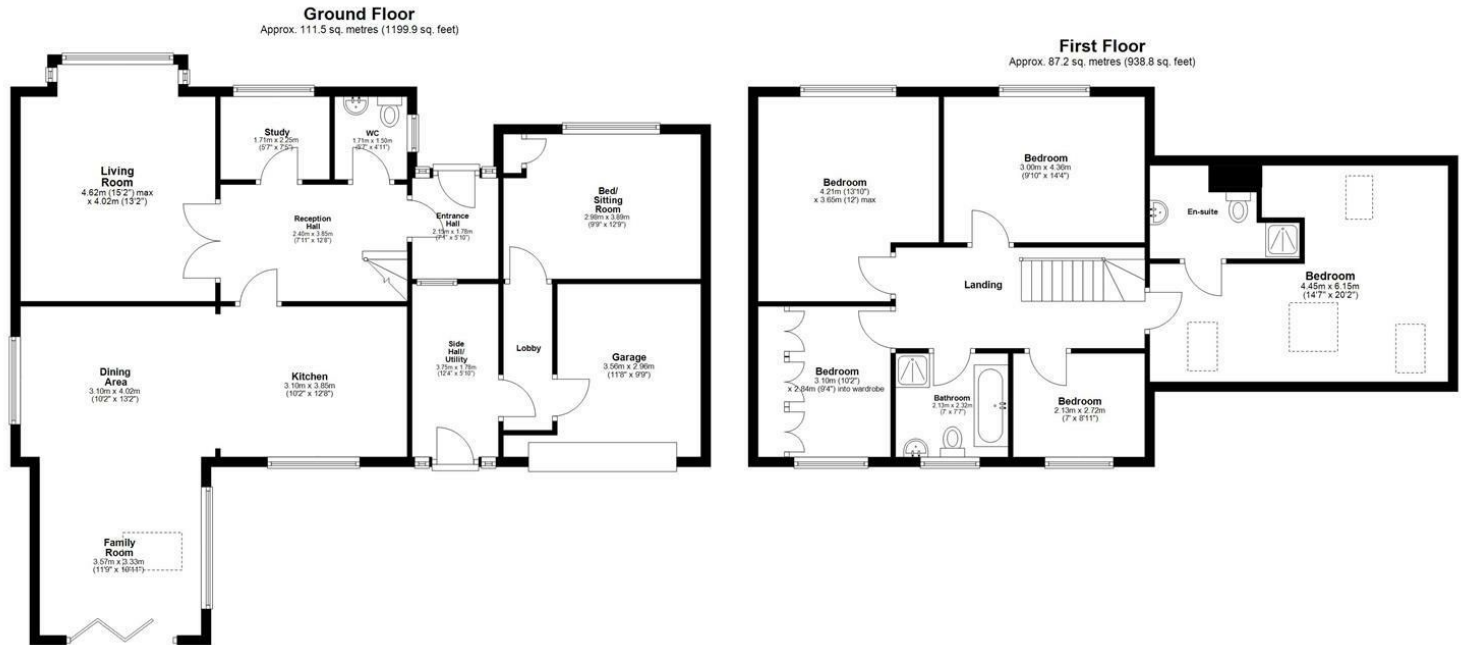 Ground Floor
Approx. 111.5 sq. metres (1199.9 sq. feet)
Living
Room
4.62m (15'2") max
x 4.02m (13'2")
Study
1.71m x 2.25m
(5'7" x 7'5")
WC
1.71m x 1.50m
(5'7" x 4'11")
Reception
Hall
2.40m x 3.85m
(7'11" x 12'8")
Entrance
Hall
2.15m x 1.78m
(7'1" x 5'10")
Bed/
Sitting
Room
2.98m x 3.89m
(9'9" x 12'9")
Dining
Area
3.10m x 4.02m
(10'2" x 13'2")
Kitchen
3.10m x 3.85m
(10'2" x 12'8")
Side
Hall/
Utility
3.75m x 1.78m
(12'4" x 5'10")
Lobby
Garage
3.56m x 2.96m
(11'8" x 9'9")
Family
Room
3.57m x 3.33m
(11'9" x 10'11")
First Floor
Approx. 87.2 sq. metres (938.8 sq. feet)
Bedroom
4.21m (13'10")
x 3.65m (12') max
Bedroom
3.00m x 4.36m
(9'10" x 14'4")
En-suite
Bedroom
4.45m x 6.15m
(14'7" x 20'2")
Landing
Bedroom
3.10m (10'2")
x 2.84m (9'4") into wardrobe
Bathroom
2.13m x 2.32m
(7' x 7'7")
Bedroom
2.13m x 2.72m
(7' x 8'11")